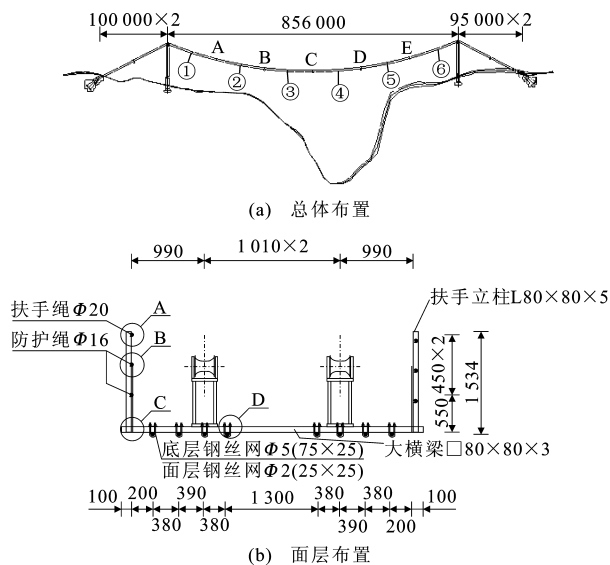 100 000×2
856 000
95 000×2
A
B
C
D
E
①
②
③
④
⑤
⑥
(a) 总体布置
990
1 010×2
990
扶手绳Φ20
A
扶手立柱L80×80×5
防护绳Φ16
B
450×2
1 534
550
C
D
底层钢丝网Φ5(75×25)
大横梁□80×80×3
面层钢丝网Φ2(25×25)
100
200
390
1 300
380
380
100
380
380
390
200
(b) 面层布置